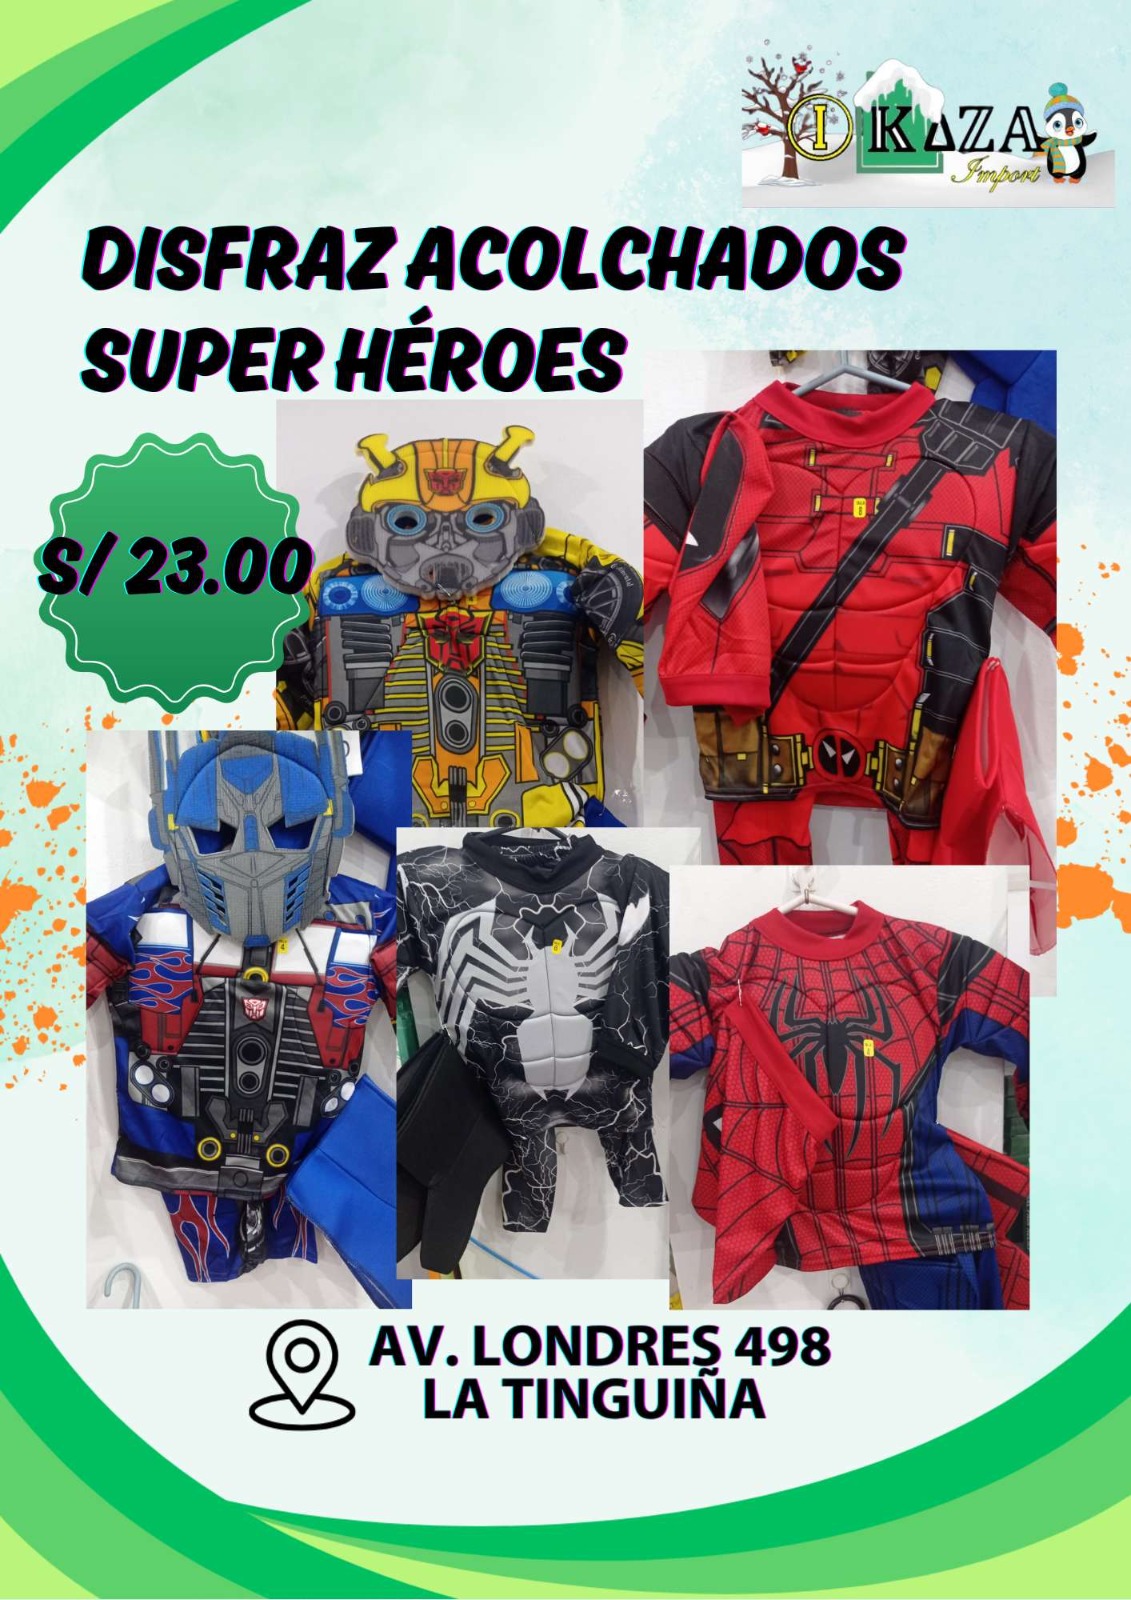 I KAZA
Import
DISFRAZ ACOLCHADOS
SUPER HÉROES
S/ 23.00
AV. LONDRES 498
LA TINGUIÑA